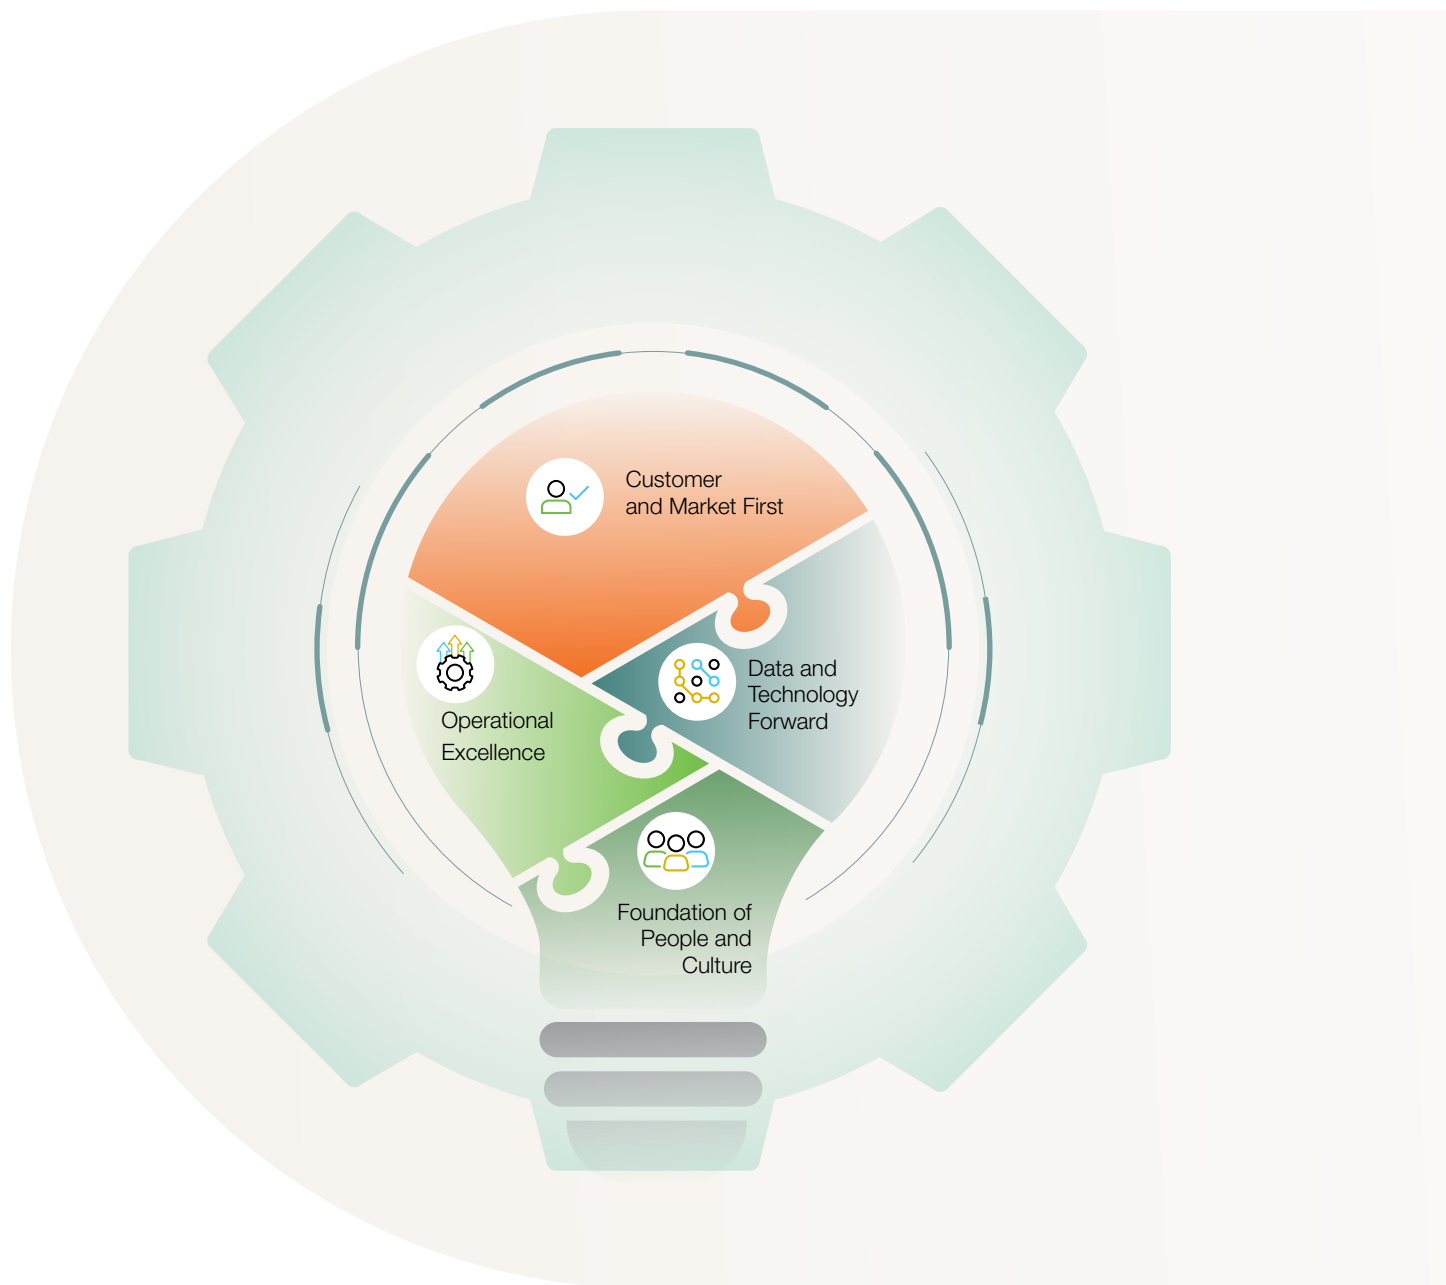 Customer
and Market First
Data and
Technology
Forward
Operational
Excellence
Foundation of
People and
Culture